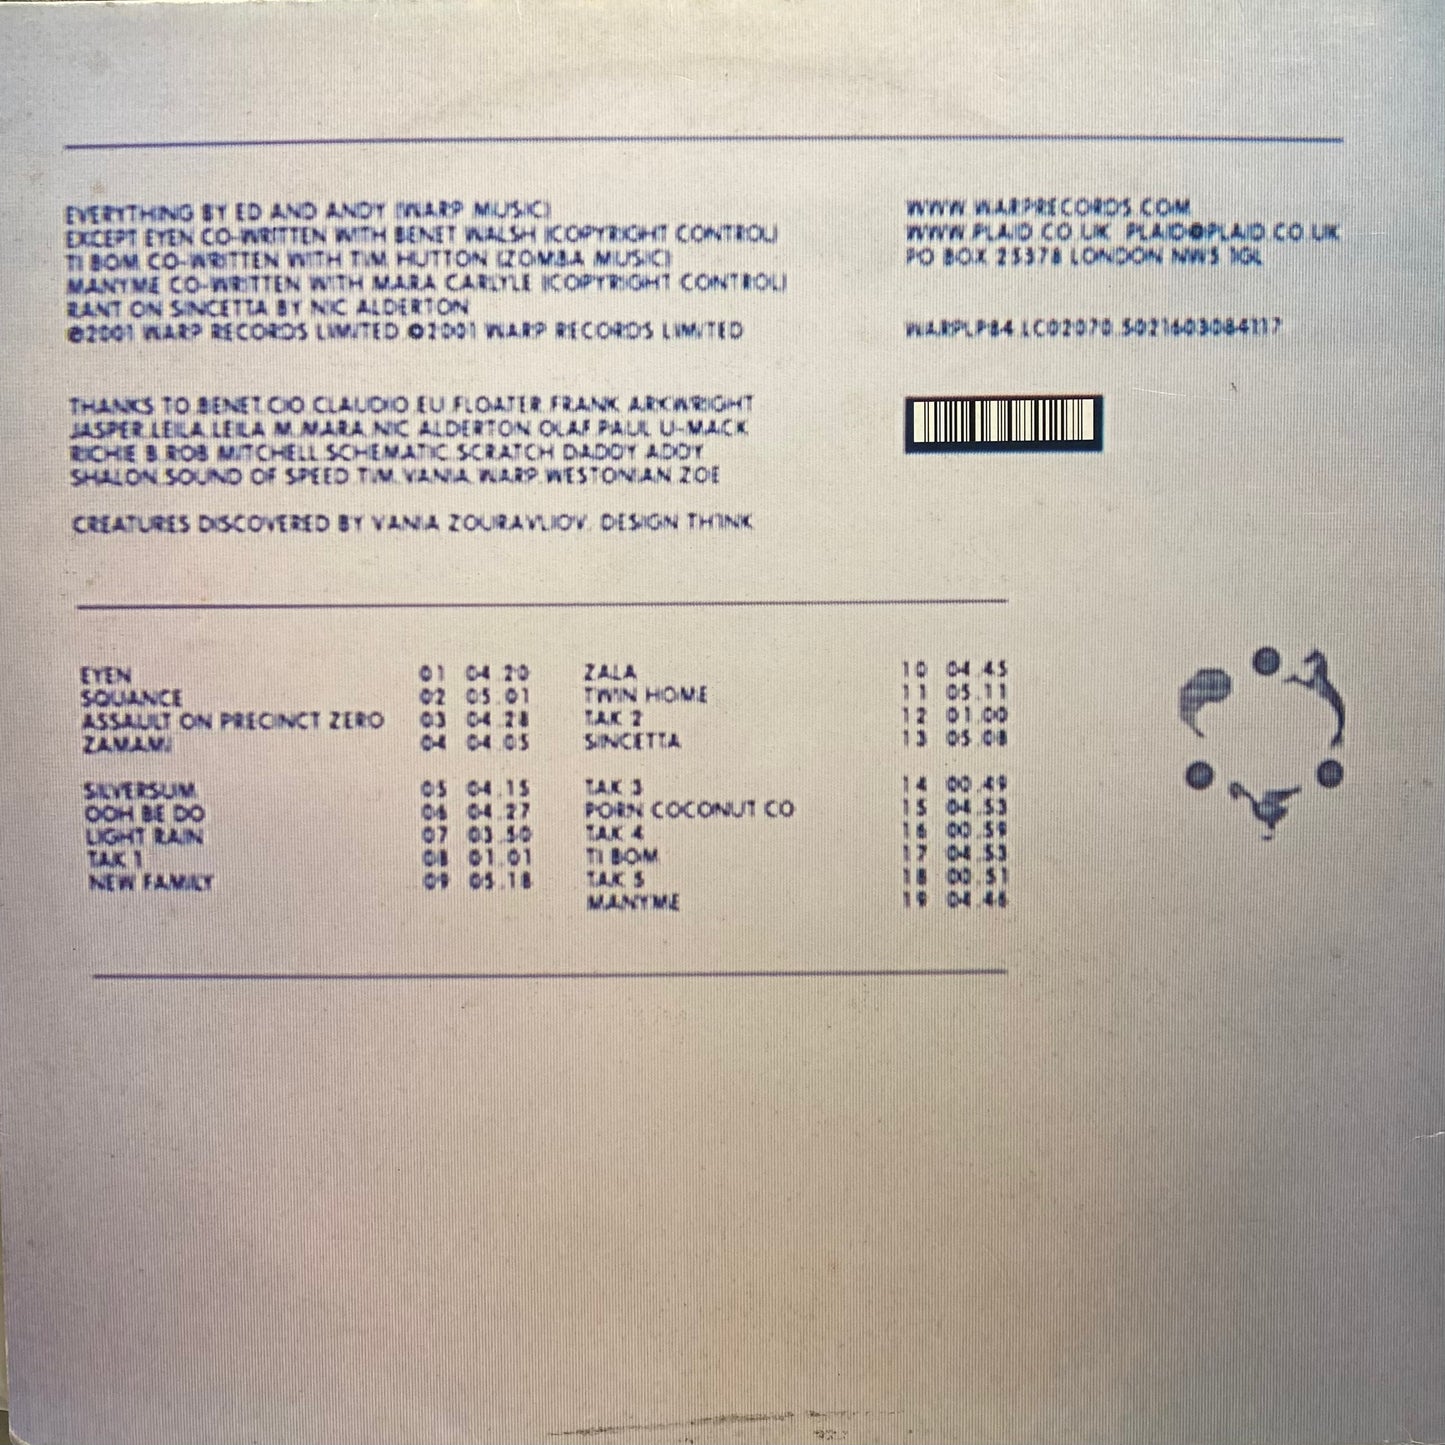 EVERYTHING BY ED AND ANDY (WARP MUSIC)
EXCEPT EYEN CO-WRITTEN WITH BENET WALSH (COPYRIGHT CONTROL)
TI BOM CO-WRITTEN WITH TIM HUTTON (ZOMBA MUSIC)
MANYME CO-WRITTEN WITH MARA CARLYLE (COPYRIGHT CONTROL)
RANT ON SINCETTA BY NIC ALDERTON
℗2001 WARP RECORDS LIMITED ©2001 WARP RECORDS LIMITED
WWW.WARPRECORDS.COM
WWW.PLAID.CO.UK PLAID@PLAID.CO.UK
PO BOX 25378 LONDON NW5 1GL
WARPLP84.LC02070.5021603084117
THANKS TO.BENET.CIO.CLAUDIO.EU.FLOATER.FRANK ARKWRIGHT
JASPER.LEILA.LEILA M.MARA.NIC ALDERTON.OLAF.PAUL U-MACK
RICHIE B.ROB MITCHELL.SCHEMATIC.SCRATCH DADDY ADDY
SHALON.SOUND OF SPEED.TIM.VANIA.WARP.WESTONIAN.ZOE
CREATURES DISCOVERED BY VANIA ZOURAVLIOV. DESIGN TH1NK
EYEN 01 04.20
SQUANCE 02 05.01
ASSAULT ON PRECINCT ZERO 03 04.28
ZAMAMI 04 04.05
SILVERSUM 05 04.15
OOH BE DO 06 04.27
LIGHT RAIN 07 03.50
TAK 1 08 01.01
NEW FAMILY 09 05.18
ZALA 10 04.45
TWIN HOME 11 05.11
TAK 2 12 01.00
SINCETTA 13 05.08
TAK 3 14 00.49
PORN COCONUT CO 15 04.53
TAK 4 16 00.59
TI BOM 17 04.53
TAK 5 18 00.51
MANYME 19 04.46